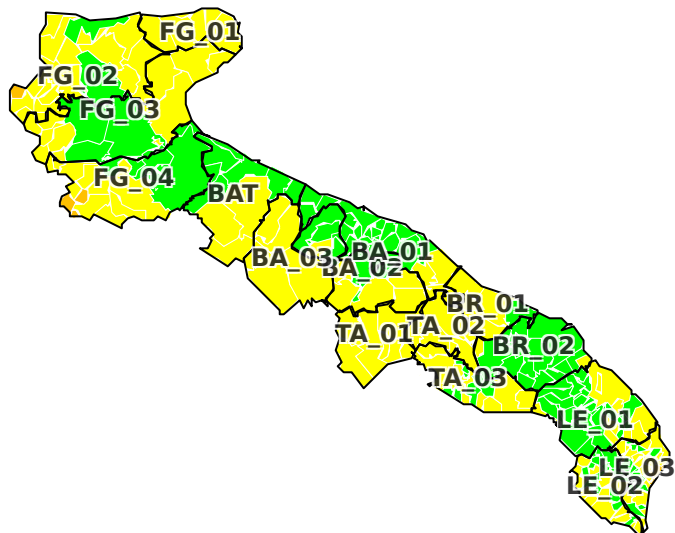 FG_01
FG_02
FG_03
FG_04
BAT
BA_01
BA_03
BA_02
BR_01
TA_02
TA_01
BR_02
TA_03
LE_01
LE_03
LE_02